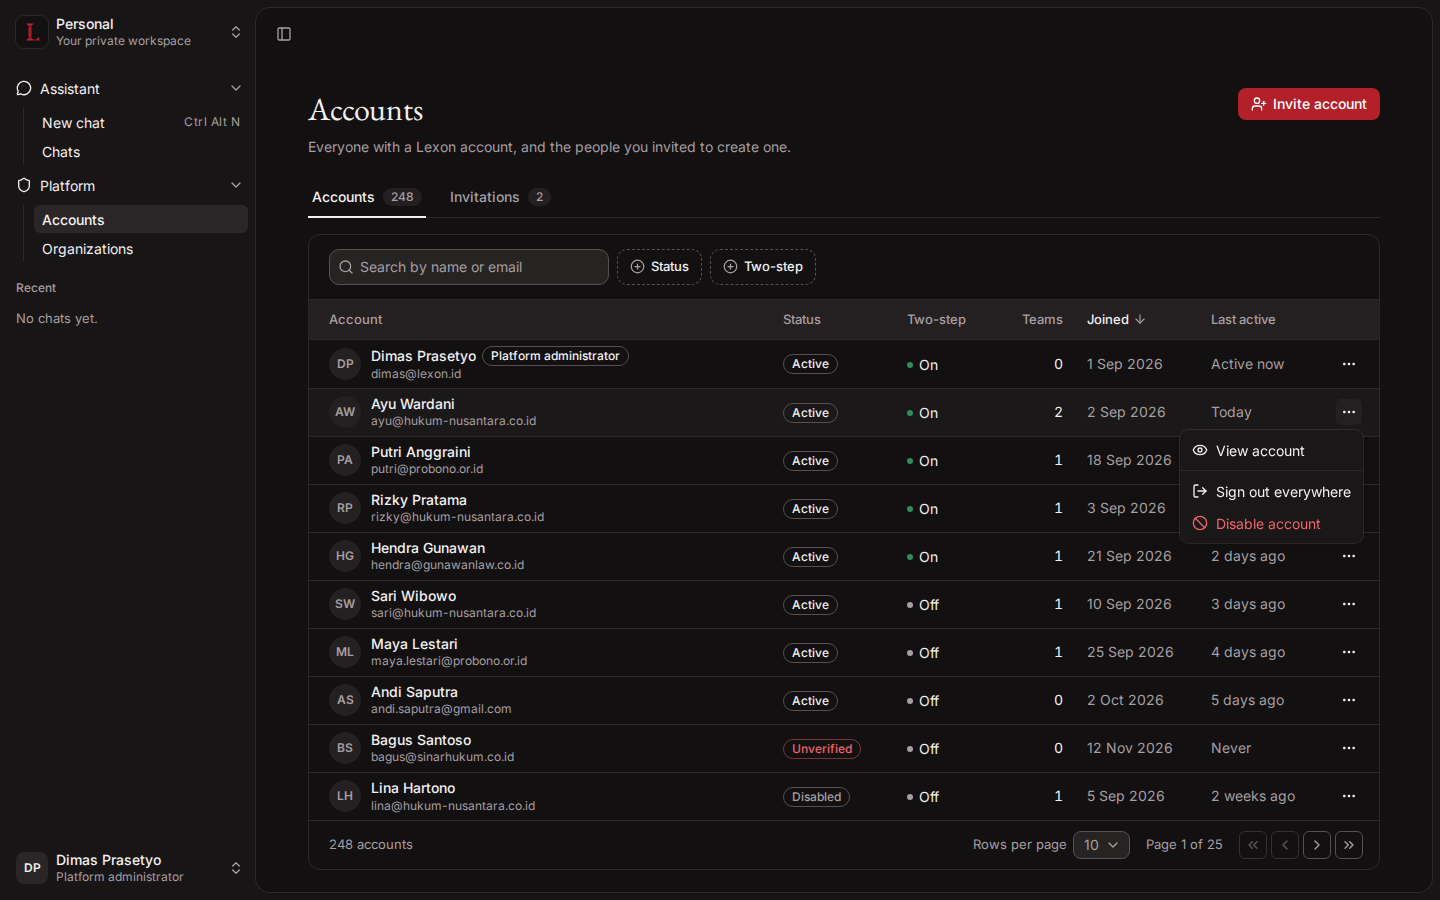 L
Personal
Your private workspace
Assistant
New chat Ctrl Alt N
Chats
Platform
Accounts
Organizations
Recent
No chats yet.
DP
Dimas Prasetyo
Platform administrator
Accounts
Everyone with a Lexon account, and the people you invited to create one.
Invite account
Accounts 248 Invitations 2
Search by name or email Status Two-step
Account Status Two-step Teams Joined Last active
DP Dimas Prasetyo Platform administrator Active On 0 1 Sep 2026 Active now
dimas@lexon.id
AW Ayu Wardani Active On 2 2 Sep 2026 Today
ayu@hukum-nusantara.co.id
PA Putri Anggraini Active On 1 18 Sep 2026
putri@probono.or.id
RP Rizky Pratama Active On 1 3 Sep 2026
rizky@hukum-nusantara.co.id
HG Hendra Gunawan Active On 1 21 Sep 2026 2 days ago
hendra@gunawanlaw.co.id
SW Sari Wibowo Active Off 1 10 Sep 2026 3 days ago
sari@hukum-nusantara.co.id
ML Maya Lestari Active Off 1 25 Sep 2026 4 days ago
maya.lestari@probono.or.id
AS Andi Saputra Active Off 0 2 Oct 2026 5 days ago
andi.saputra@gmail.com
BS Bagus Santoso Unverified Off 0 12 Nov 2026 Never
bagus@sinarhukum.co.id
LH Lina Hartono Disabled Off 1 5 Sep 2026 2 weeks ago
lina@hukum-nusantara.co.id
View account
Sign out everywhere
Disable account
248 accounts Rows per page 10 Page 1 of 25